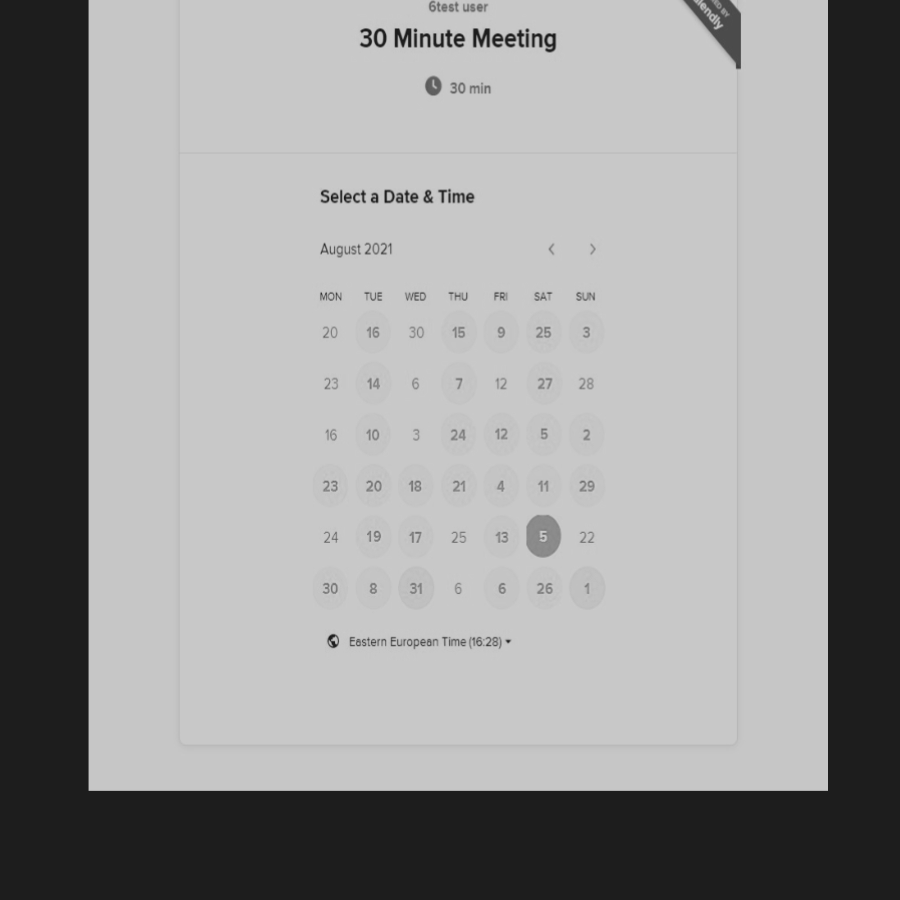 6test user
30 Minute Meeting
30 min
Select a Date & Time
August 2021
MON TUE WED THU FRI SAT SUN
20 16 30 15 9 25 3
23 14 6 7 12 27 28
16 10 3 24 12 5 2
23 20 18 21 4 11 29
24 19 17 25 13 5 22
30 8 31 6 6 26 1
Eastern European Time (16:28)